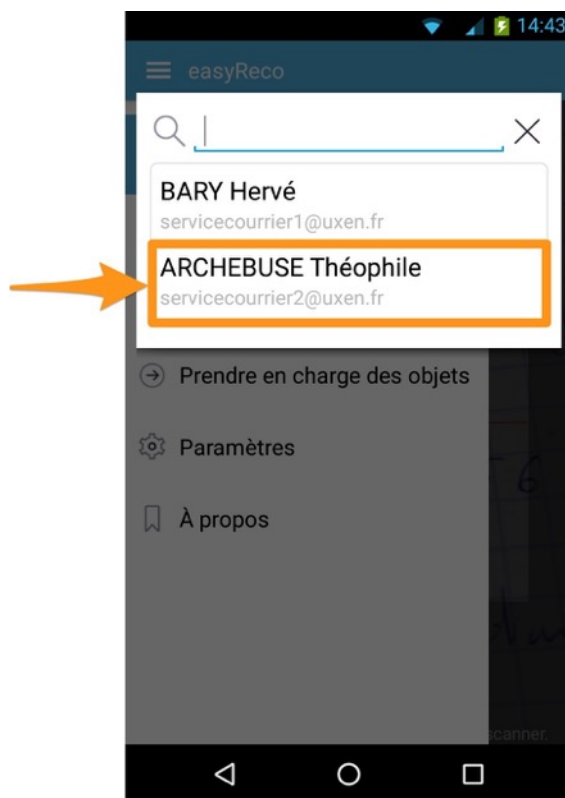 14:43
easyReco
BARY Hervé
servicecourrier1@uxen.fr
ARCHEBUSE Théophile
servicecourrier2@uxen.fr
Prendre en charge des objets
Paramètres
À propos
scanner.